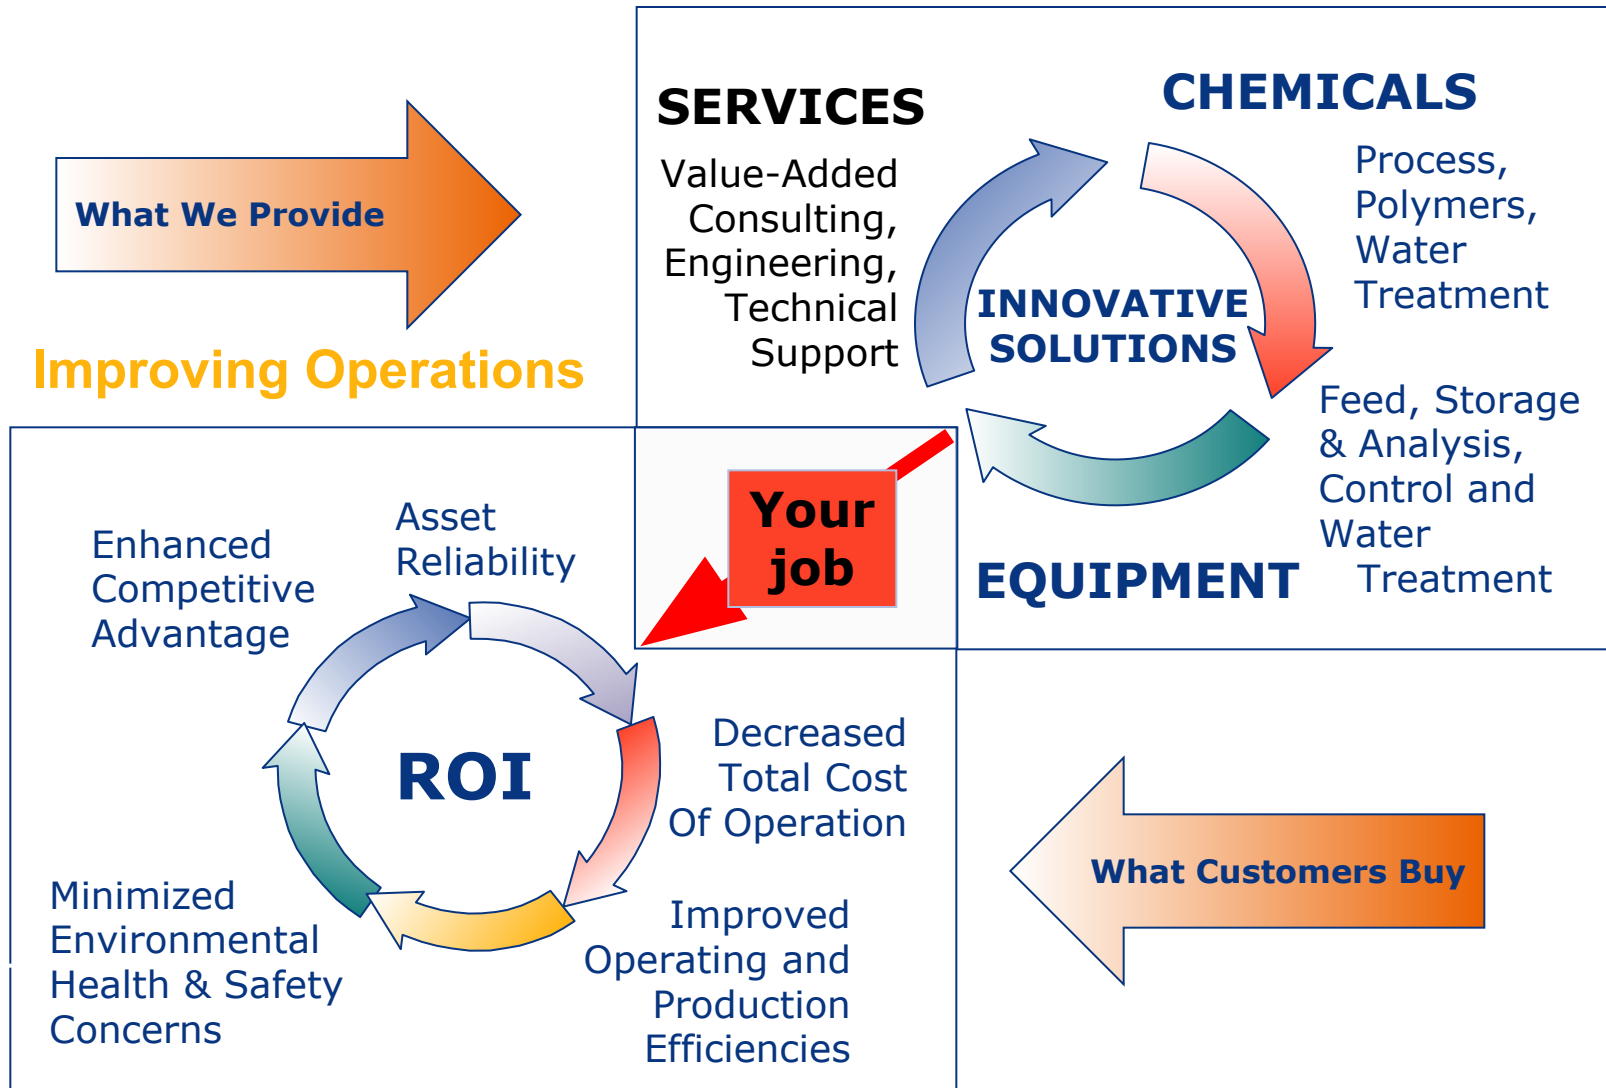 What We Provide
Improving Operations
SERVICES
Value-Added
Consulting,
Engineering,
Technical
Support
CHEMICALS
Process,
Polymers,
Water
Treatment
INNOVATIVE
SOLUTIONS
Feed, Storage
& Analysis,
Control and
Water
Treatment
EQUIPMENT
Your
job
Enhanced
Competitive
Advantage
Asset
Reliability
ROI
Decreased
Total Cost
Of Operation
Improved
Operating and
Production
Efficiencies
Minimized
Environmental
Health & Safety
Concerns
What Customers Buy